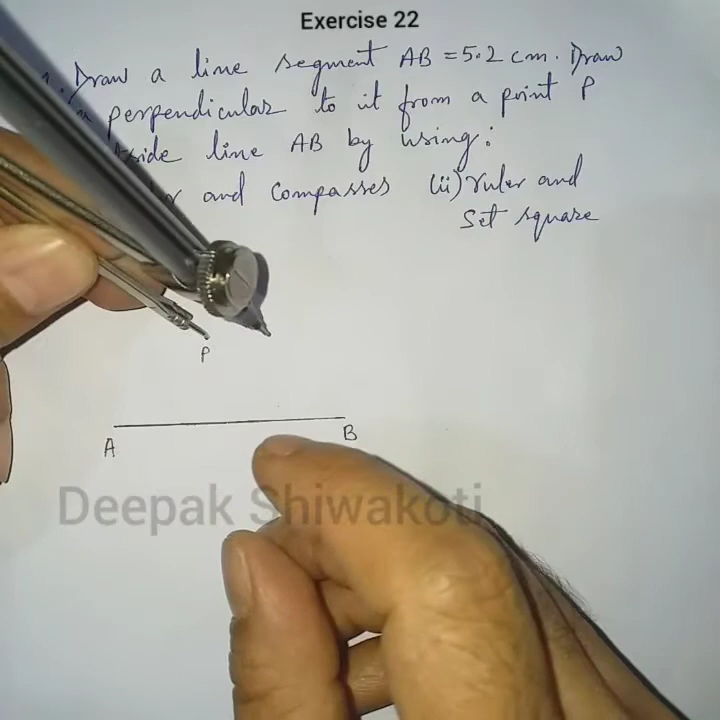 Exercise 22
1. Draw a line segment AB = 5.2 cm. Draw
perpendicular to it from a point P
line AB by using:
and Compasses (ii) ruler and
Set square
P
A
B
Deepak Shiwakoti